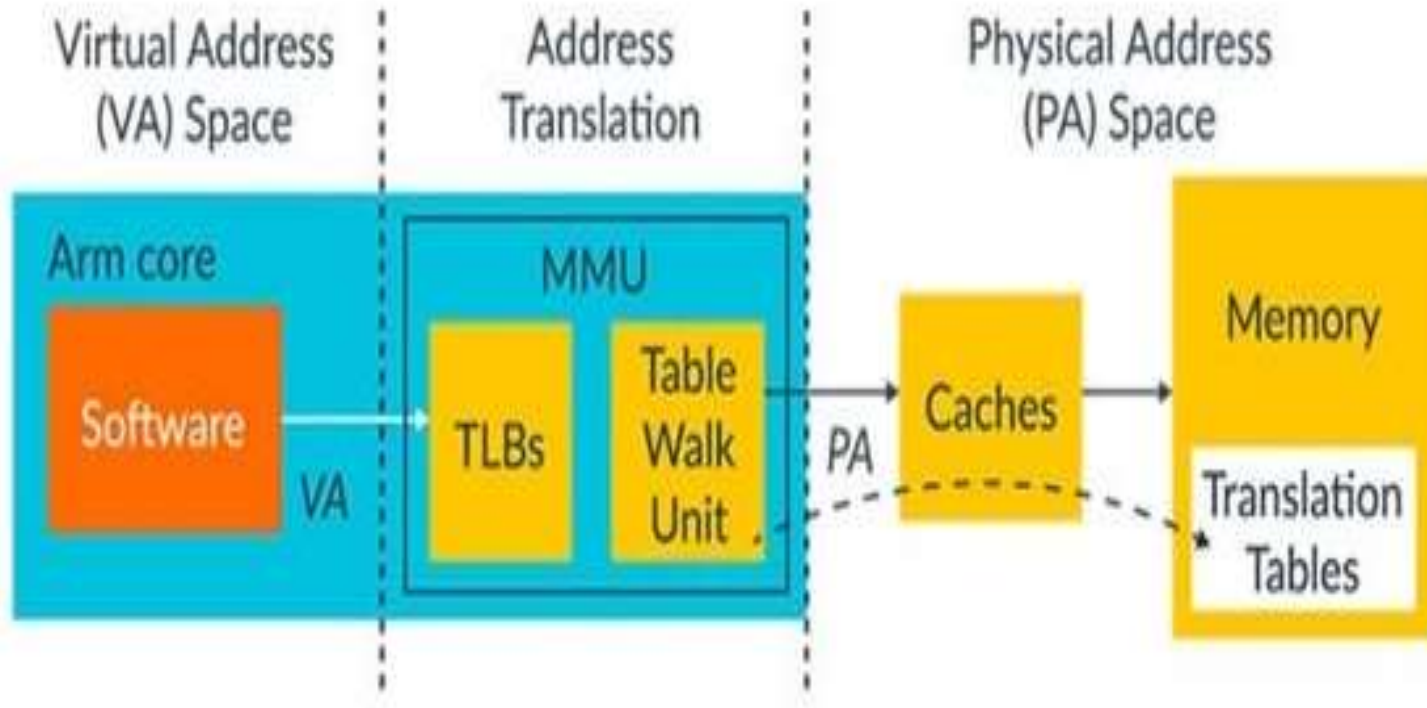 Virtual Address
(VA) Space
Address
Translation
Physical Address
(PA) Space
Arm core
Software
VA
MMU
TLBs
Table
Walk
Unit
PA
Caches
Memory
Translation
Tables